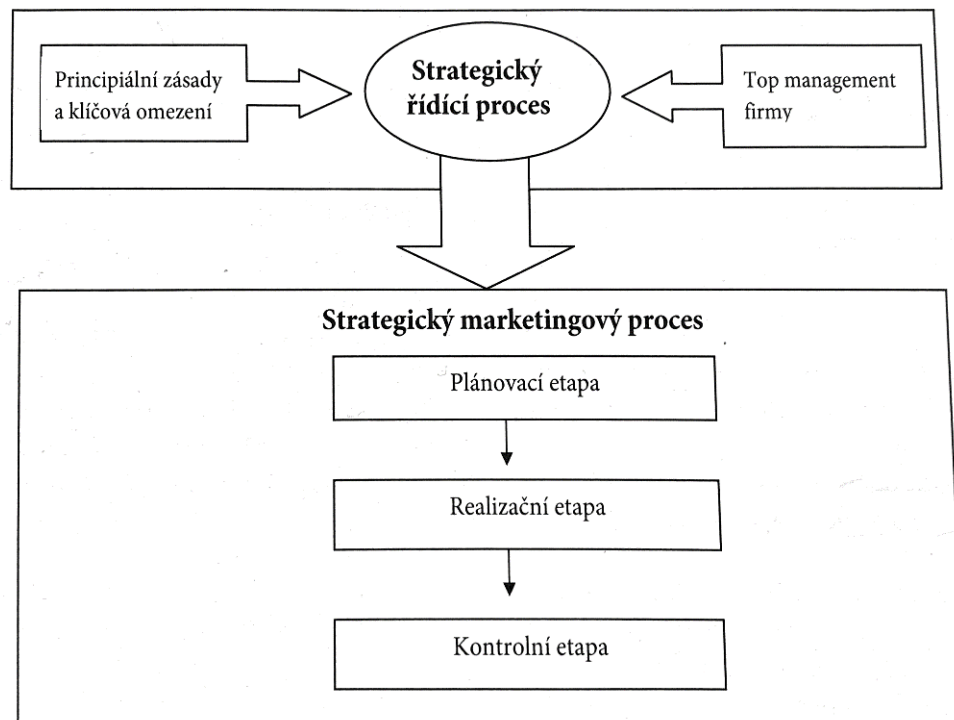 Principiální zásady
a klíčová omezení
Strategický
řídící proces
Top management
firmy
Strategický marketingový proces
Plánovací etapa
Realizační etapa
Kontrolní etapa